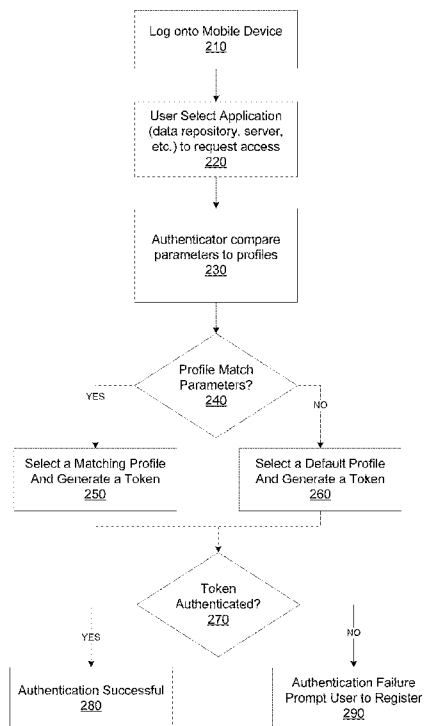 Log onto Mobile Device
210
User Select Application
(data repository, server,
etc.) to request access
220
Authenticator compare
parameters to profiles
230
Profile Match
Parameters?
240
YES
NO
Select a Matching Profile
And Generate a Token
250
Select a Default Profile
And Generate a Token
260
Token
Authenticated?
270
YES
NO
Authentication Successful
280
Authentication Failure
Prompt User to Register
290